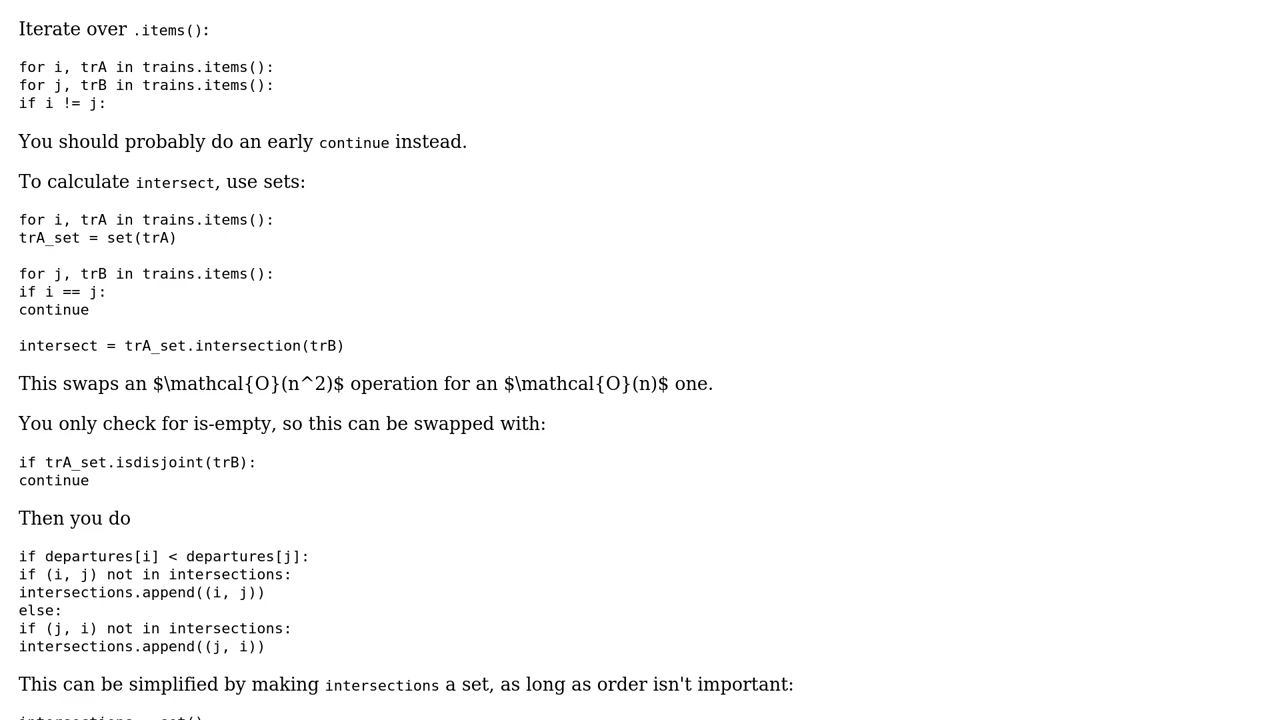 Iterate over .items():
for i, trA in trains.items():
for j, trB in trains.items():
if i != j:
You should probably do an early continue instead.
To calculate intersect, use sets:
for i, trA in trains.items():
trA_set = set(trA)
for j, trB in trains.items():
if i == j:
continue
intersect = trA_set.intersection(trB)
This swaps an $\mathcal{O}(n^2)$ operation for an $\mathcal{O}(n)$ one.
You only check for is-empty, so this can be swapped with:
if trA_set.isdisjoint(trB):
continue
Then you do
if departures[i] < departures[j]:
if (i, j) not in intersections:
intersections.append((i, j))
else:
if (j, i) not in intersections:
intersections.append((j, i))
This can be simplified by making intersections a set, as long as order isn't important:
intersections = set()